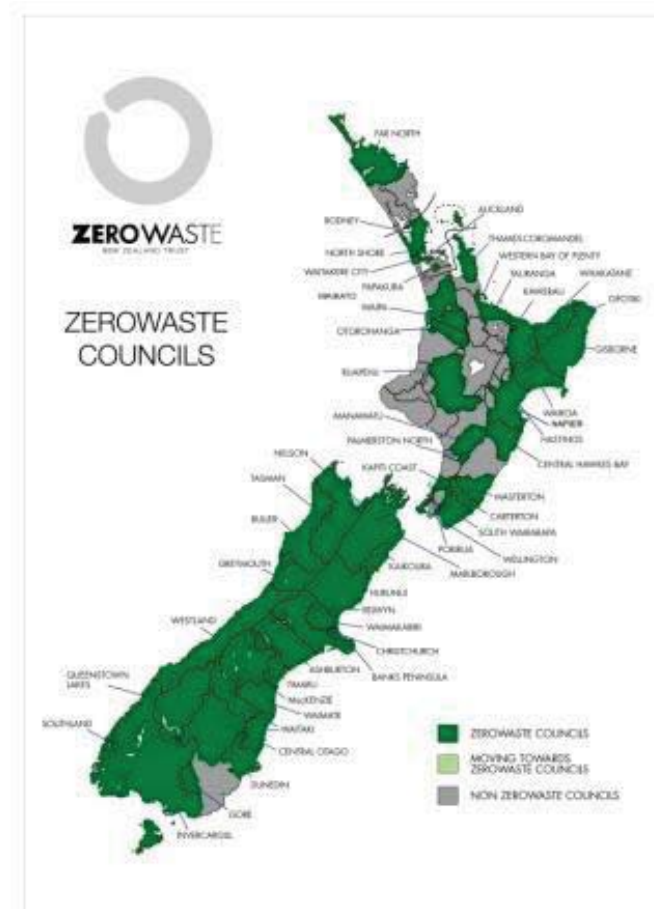 ZEROWASTE
NEW ZEALAND TRUST
ZEROWASTE
COUNCILS
FAR NORTH
RODNEY
AUCKLAND
NORTH SHORE
THAMES COROMANDEL
WAITAKERE CITY
WESTERN BAY OF PLENTY
PAPAKURA
TAURANGA
WHAKATANE
WAIKATO
KAWERAU
OPOTIKI
WAIPA
OTOROHANGA
GISBORNE
RUAPEHU
WAIROA
MANAWATU
NAPIER
HASTINGS
PALMERSTON NORTH
NELSON
KAPITI COAST
CENTRAL HAWKES BAY
TASMAN
MASTERTON
CARTERTON
BULLER
SOUTH WAIRARAPA
PORIRUA
WELLINGTON
GREYMOUTH
KAIKOURA
MARLBOROUGH
HURUNUI
SELWYN
WESTLAND
WAIMAKARIRI
CHRISTCHURCH
ASHBURTON
BANKS PENINSULA
QUEENSTOWN
LAKES
TIMARU
MacKENZIE
WAIMATE
SOUTHLAND
WAITAKI
CENTRAL OTAGO
DUNEDIN
GORE
INVERCARGILL
ZEROWASTE COUNCILS
MOVING TOWARDS
ZEROWASTE COUNCILS
NON ZEROWASTE COUNCILS